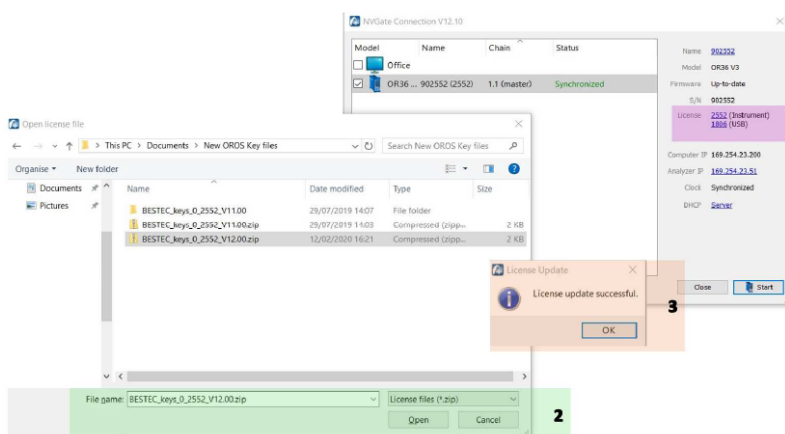 NVGate Connection V12.10
Model Name Chain Status
Office
OR36 ... 902552 (2552) 1.1 (master) Synchronized
Name 902552
Model OR36 V3
Firmware Up-to-date
S/N 902552
License 2552 (Instrument)
1806 (USB)
Computer IP 169.254.23.200
Analyzer IP 169.254.23.51
Clock Synchronized
DHCP Server
Close Start
Open license file
This PC > Documents > New OROS Key files
Search New OROS Key files
Organise New folder
Documents
Pictures
Name Date modified Type Size
BESTEC_keys_0_2552_V11.00 29/07/2019 14:07 File folder
BESTEC_keys_0_2552_V11.00.zip 29/07/2019 14:03 Compressed (zipp... 2 KB
BESTEC_keys_0_2552_V12.00.zip 12/02/2020 16:21 Compressed (zipp... 2 KB
License Update
License update successful.
OK
3
File name: BESTEC_keys_0_2552_V12.00.zip License files (*.zip)
Open Cancel
2